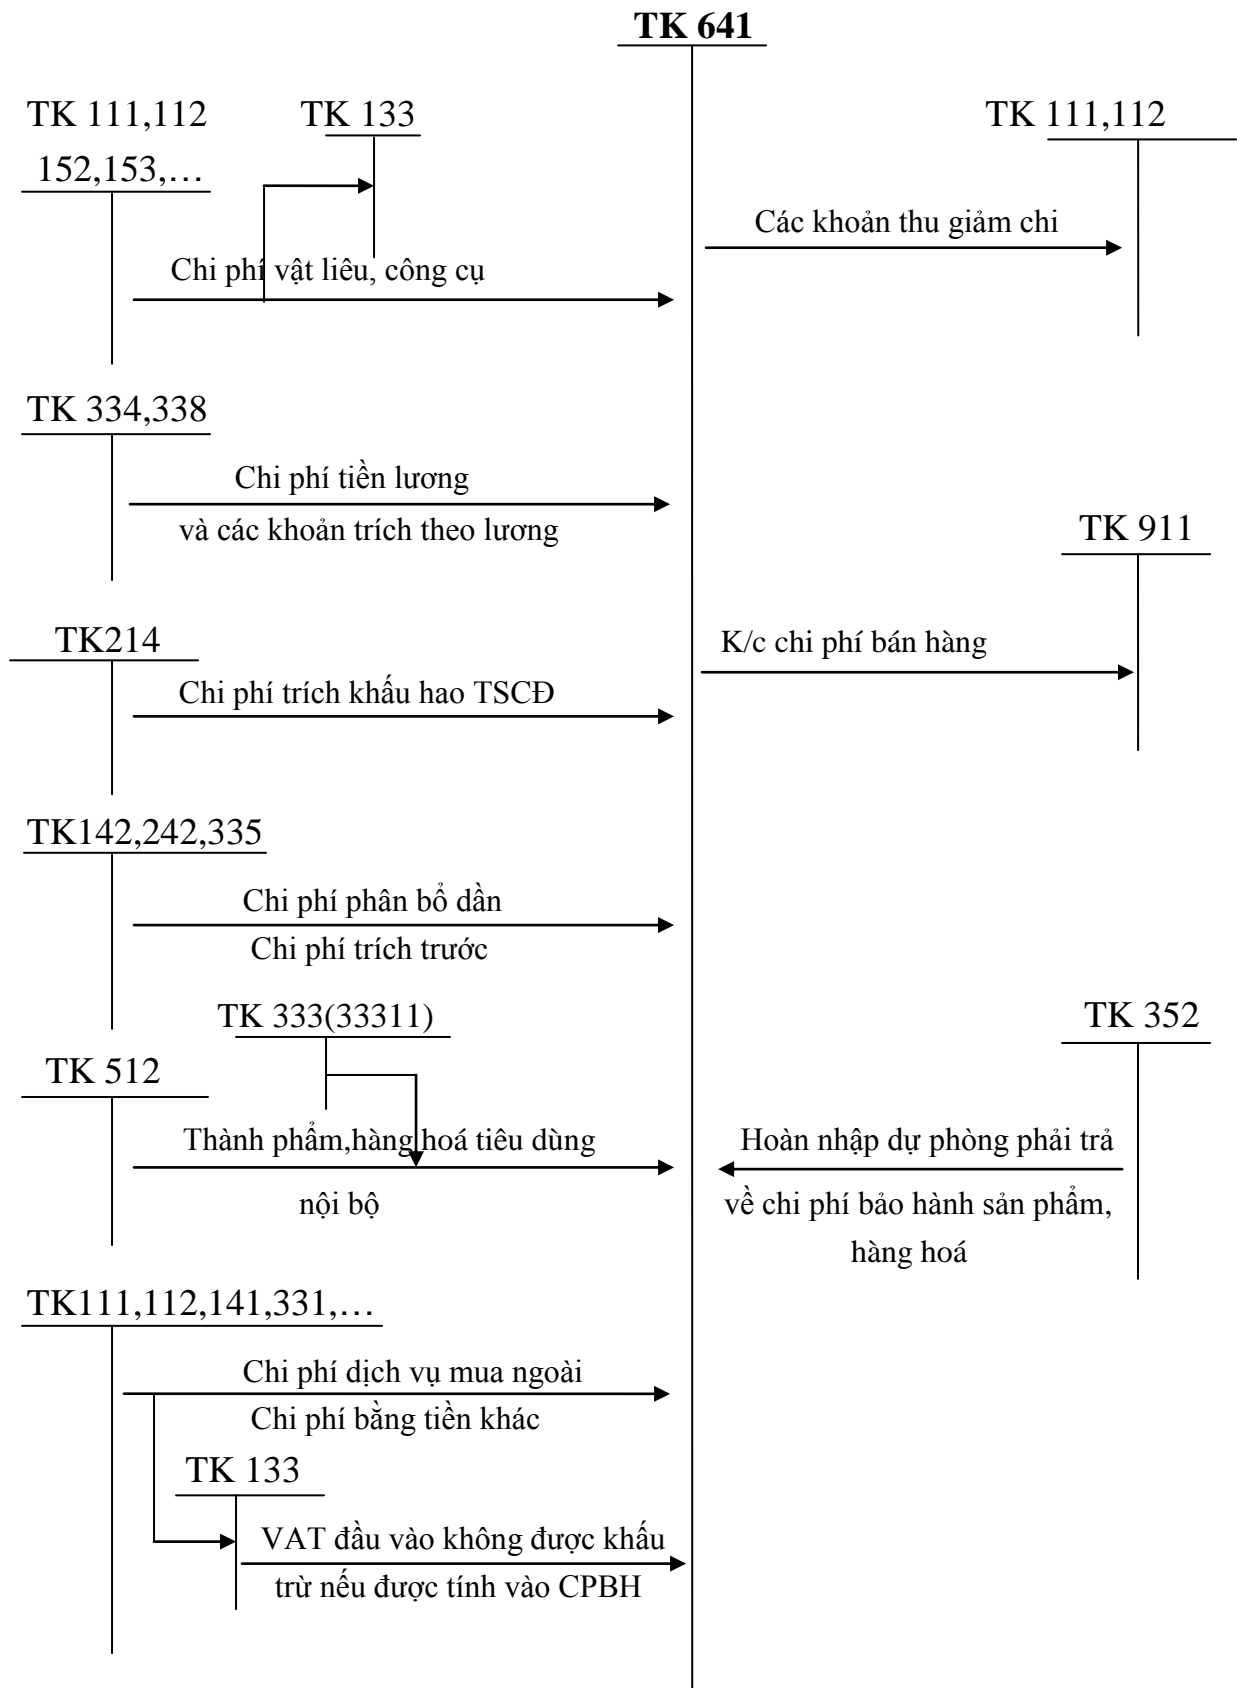 TK 641
TK 111,112
152,153,…
TK 133
TK 111,112
Các khoản thu giảm chi
Chi phí vật liêu, công cụ
TK 334,338
Chi phí tiền lương
và các khoản trích theo lương
TK 911
TK214
K/c chi phí bán hàng
Chi phí trích khấu hao TSCĐ
TK142,242,335
Chi phí phân bổ dần
Chi phí trích trước
TK 333(33311)
TK 352
TK 512
Thành phẩm,hàng hoá tiêu dùng
nội bộ
Hoàn nhập dự phòng phải trả
về chi phí bảo hành sản phẩm,
hàng hoá
TK111,112,141,331,…
Chi phí dịch vụ mua ngoài
Chi phí bằng tiền khác
TK 133
VAT đầu vào không được khấu
trừ nếu được tính vào CPBH